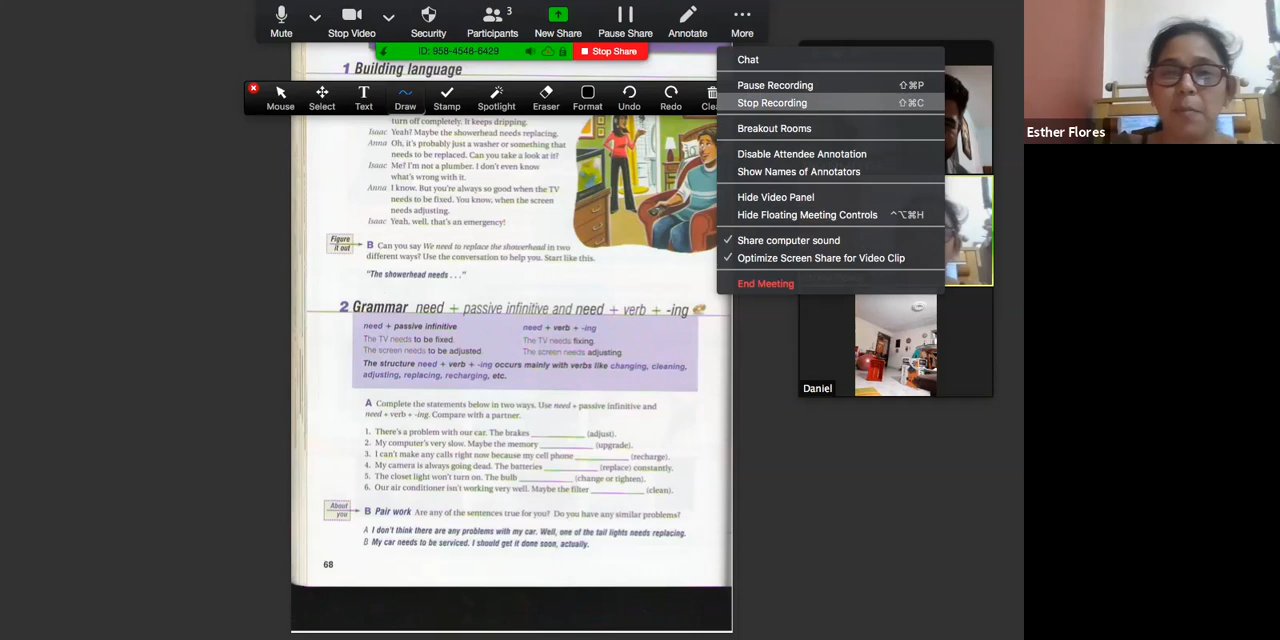 Mute
Stop Video
Security
Participants
3
New Share
Pause Share
Annotate
More
ID: 958-4546-6429
Stop Share
Mouse
Select
Text
Draw
Stamp
Spotlight
Eraser
Format
Undo
Redo
Clea
Chat
Pause Recording ⇧⌘P
Stop Recording ⇧⌘C
Breakout Rooms
Disable Attendee Annotation
Show Names of Annotators
Hide Video Panel
Hide Floating Meeting Controls ^⌥⌘H
Share computer sound
Optimize Screen Share for Video Clip
End Meeting
Esther Flores
Daniel
1 Building language
turn off completely. It keeps dripping.
Isaac Yeah? Maybe the showerhead needs replacing.
Anna Oh, it's probably just a washer or something that
needs to be replaced. Can you take a look at it?
Isaac Me? I'm not a plumber. I don't even know
what's wrong with it.
Anna I know. But you're always so good when the TV
needs to be fixed. You know, when the screen
needs adjusting.
Isaac Yeah, well, that's an emergency!
Figure
it out
B Can you say We need to replace the showerhead in two
different ways? Use the conversation to help you. Start like this.
"The showerhead needs . . ."
2 Grammar need + passive infinitive and need + verb + -ing
need + passive infinitive
The TV needs to be fixed.
The screen needs to be adjusted.
need + verb + -ing
The TV needs fixing.
The screen needs adjusting.
The structure need + verb + -ing occurs mainly with verbs like changing, cleaning,
adjusting, replacing, recharging, etc.
A Complete the statements below in two ways. Use need + passive infinitive and
need + verb + -ing. Compare with a partner.
1. There's a problem with our car. The brakes __________ (adjust).
2. My computer's very slow. Maybe the memory __________ (upgrade).
3. I can't make any calls right now because my cell phone __________ (recharge).
4. My camera is always going dead. The batteries __________ (replace) constantly.
5. The closet light won't turn on. The bulb __________ (change or tighten).
6. Our air conditioner isn't working very well. Maybe the filter __________ (clean).
About
you
B Pair work Are any of the sentences true for you? Do you have any similar problems?
A I don't think there are any problems with my car. Well, one of the tail lights needs replacing.
B My car needs to be serviced. I should get it done soon, actually.
68